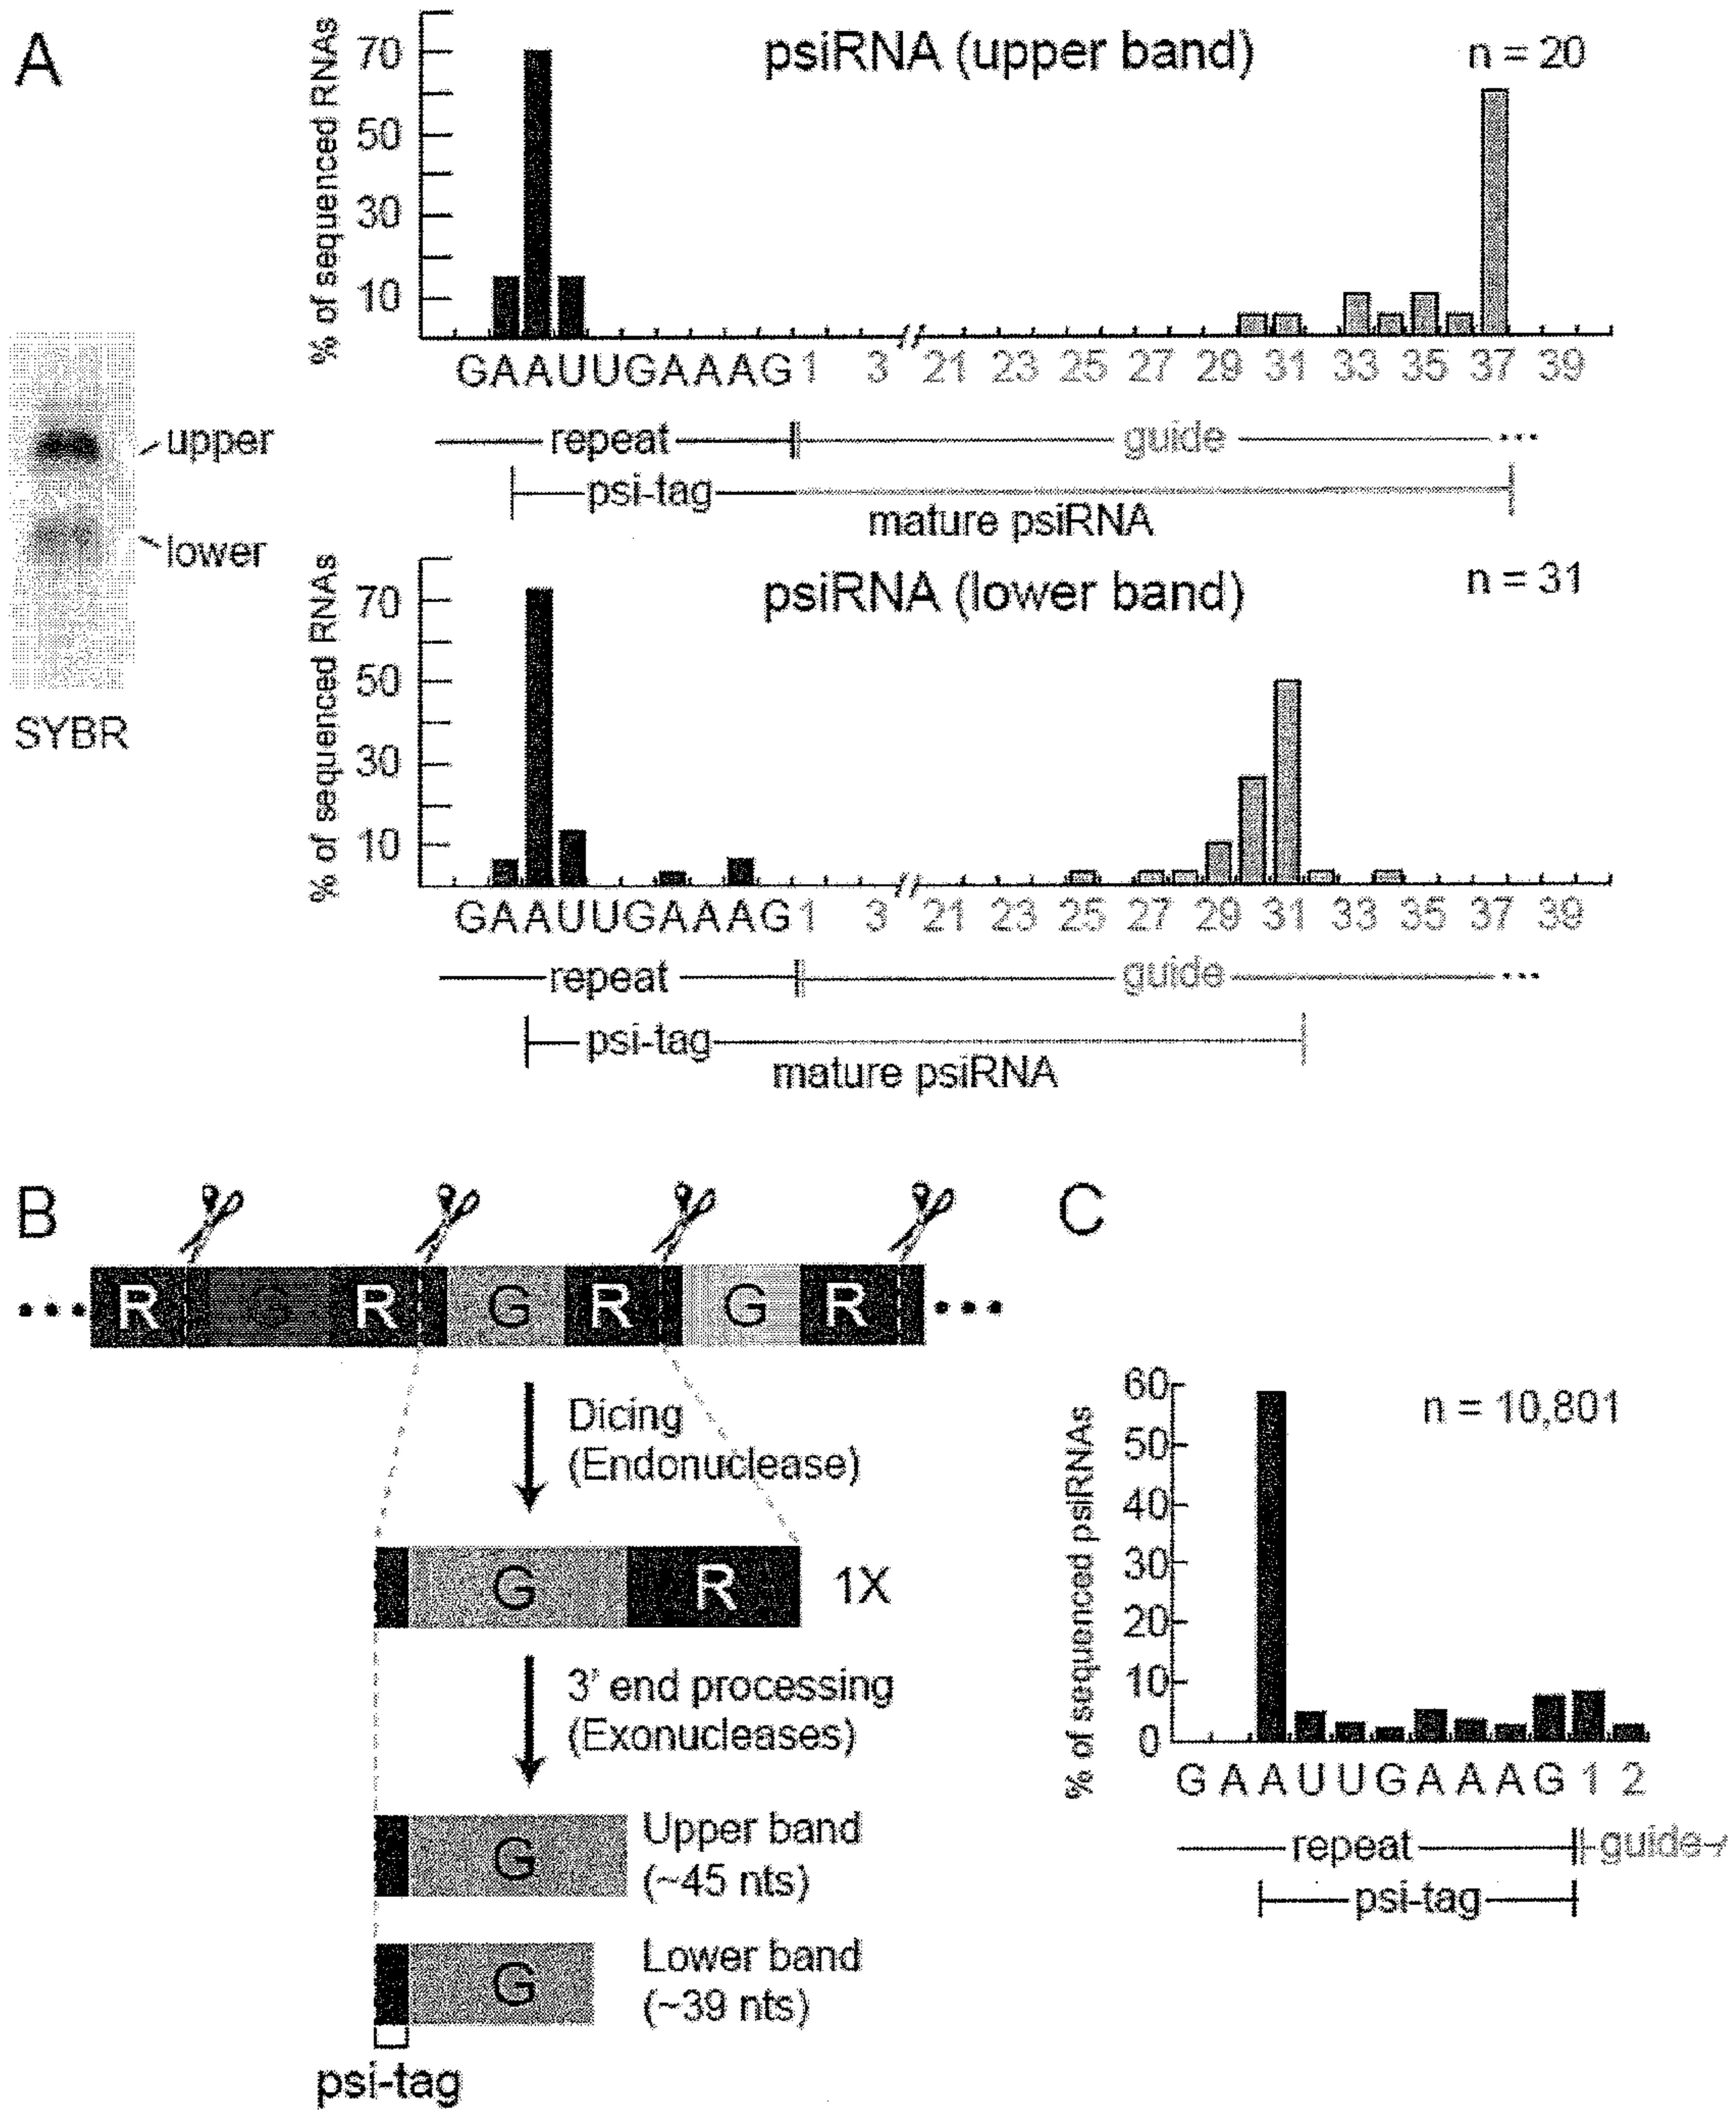 A
% of sequenced RNAs
70
50
30
10
psiRNA (upper band)
n = 20
GAAUUGAAAG 1 3 21 23 25 27 29 31 33 35 37 39
repeat guide ...
psi-tag
mature psiRNA
upper
lower
SYBR
% of sequenced RNAs
70
50
30
10
psiRNA (lower band)
n = 31
GAAUUGAAAG 1 3 21 23 25 27 29 31 33 35 37 39
repeat guide ...
psi-tag
mature psiRNA
B
... R G R G R G R ...
Dicing
(Endonuclease)
G R 1X
3' end processing
(Exonucleases)
G Upper band
(~45 nts)
G Lower band
(~39 nts)
psi-tag
C
% of sequenced psiRNAs
60
50
40
30
20
10
0
n = 10,801
G A A U U G A A A G 1 2
repeat guide
psi-tag